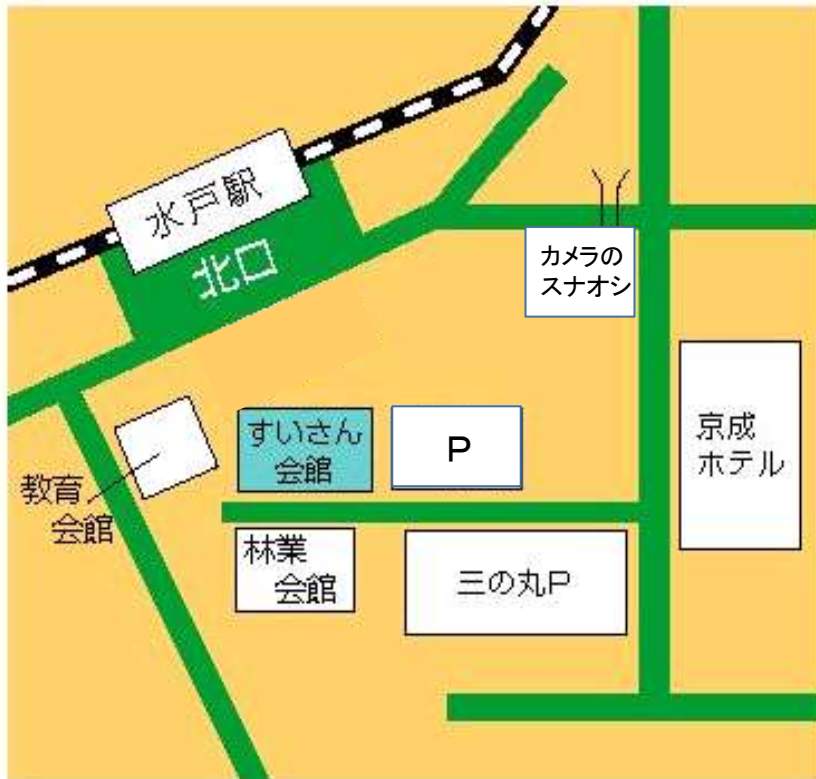 水戸駅
北口
カメラの
スナオシ
京成
ホテル
すいさん
会館
P
教育
会館
林業
会館
三の丸P